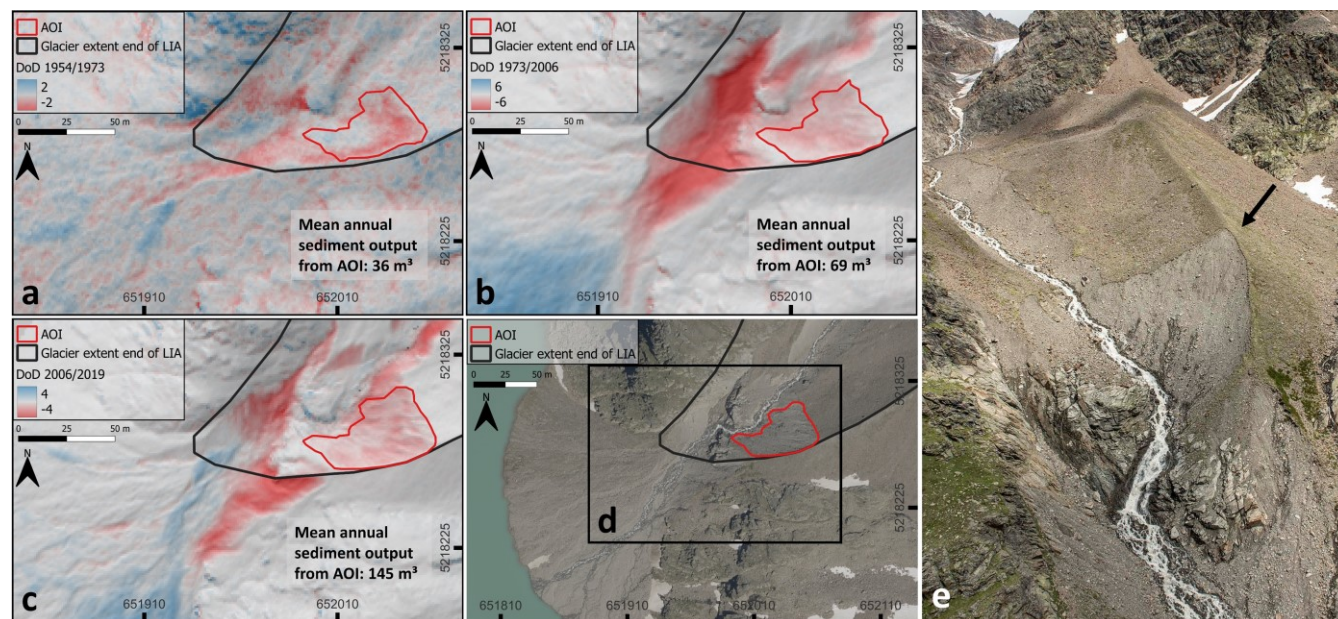 AOI
Glacier extent end of LIA
DoD 1954/1973
2
-2
0 25 50 m
N
5218325
5218225
Mean annual
sediment output
from AOI: 36 m³
651910
652010
a
AOI
Glacier extent end of LIA
DoD 1973/2006
6
-6
0 25 50 m
N
5218325
5218225
Mean annual
sediment output
from AOI: 69 m³
651910
652010
b
AOI
Glacier extent end of LIA
DoD 2006/2019
4
-4
0 25 50 m
N
5218325
5218225
Mean annual
sediment output
from AOI: 145 m³
651910
652010
c
AOI
Glacier extent end of LIA
0 25 50 m
N
5218325
5218225
d
651810
651910
652010
652110
e